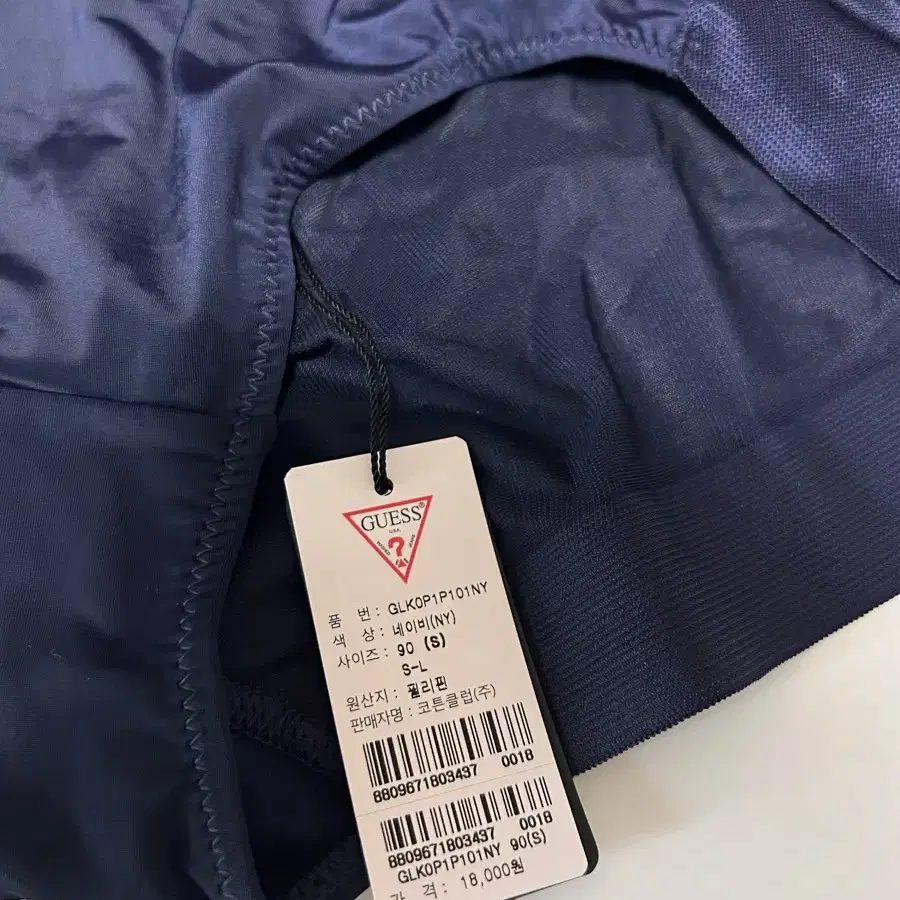 GUESS®
U.S.A.
?
품 번 : GLK0P1P101NY
색 상 : 네이비(NY)
사이즈 : 90 (S)
S-L
원산지 : 필리핀
판매자명 : 코튼클럽(주)
8809671803437 0018
0018
8809671803437 90(S)
GLK0P1P101NY
가 격 : 18,000원